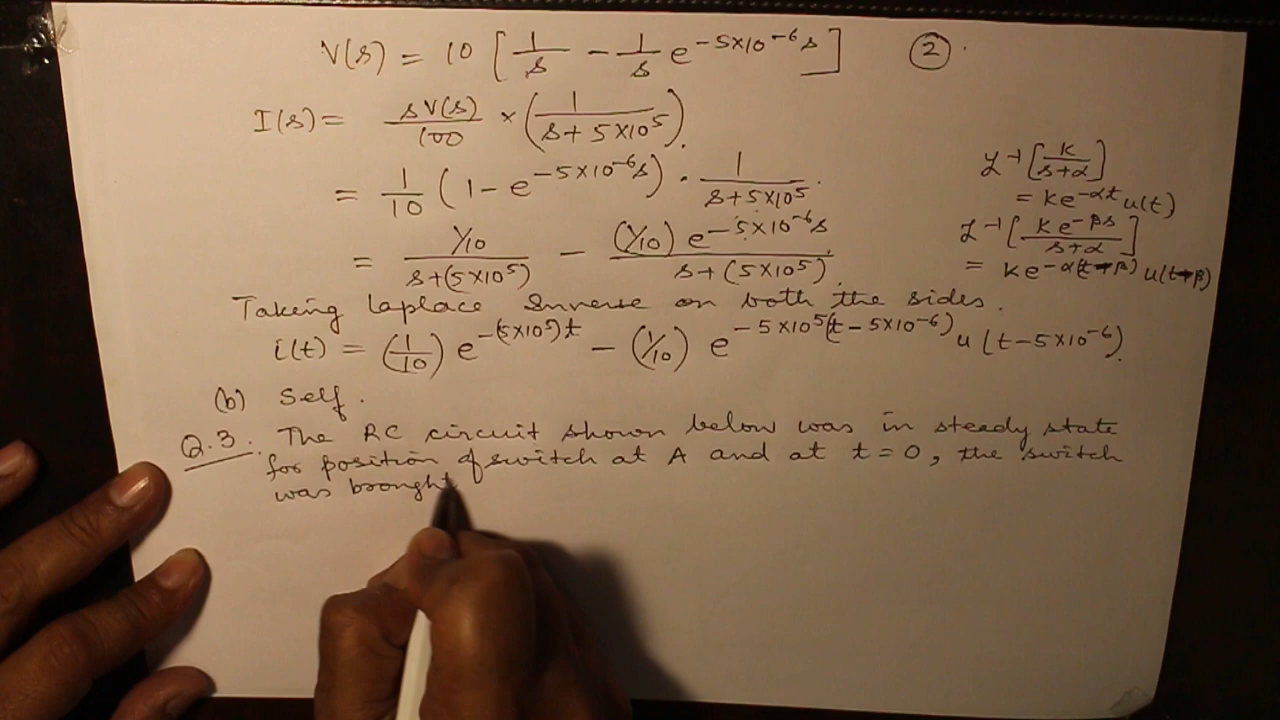 V(s) = 10 [ 1/s - 1/s e^{-5×10^{-6}s} ] (2).
I(s) = sV(s)/100 × ( 1/(s+5×10^5) ).
= 1/10 ( 1 - e^{-5×10^{-6}s} ) . 1/(s+5×10^5).
= (1/10)/(s+(5×10^5)) - ((1/10) e^{-5×10^{-6}s})/(s+(5×10^5)).
ℒ^{-1} [ k/(s+α) ]
= ke^{-αt} u(t)
ℒ^{-1} [ ke^{-βs}/(s+α) ]
= ke^{-α(t-β)} u(t-β)
Taking Laplace Inverse on both the sides.
i(t) = (1/10) e^{-(5×10^5)t} - (1/10) e^{-5×10^5(t-5×10^{-6})} u(t-5×10^{-6}).
(b) Self.
Q.3. The RC circuit shown below was in steady state
for position of switch at A and at t=0, the switch
was brought